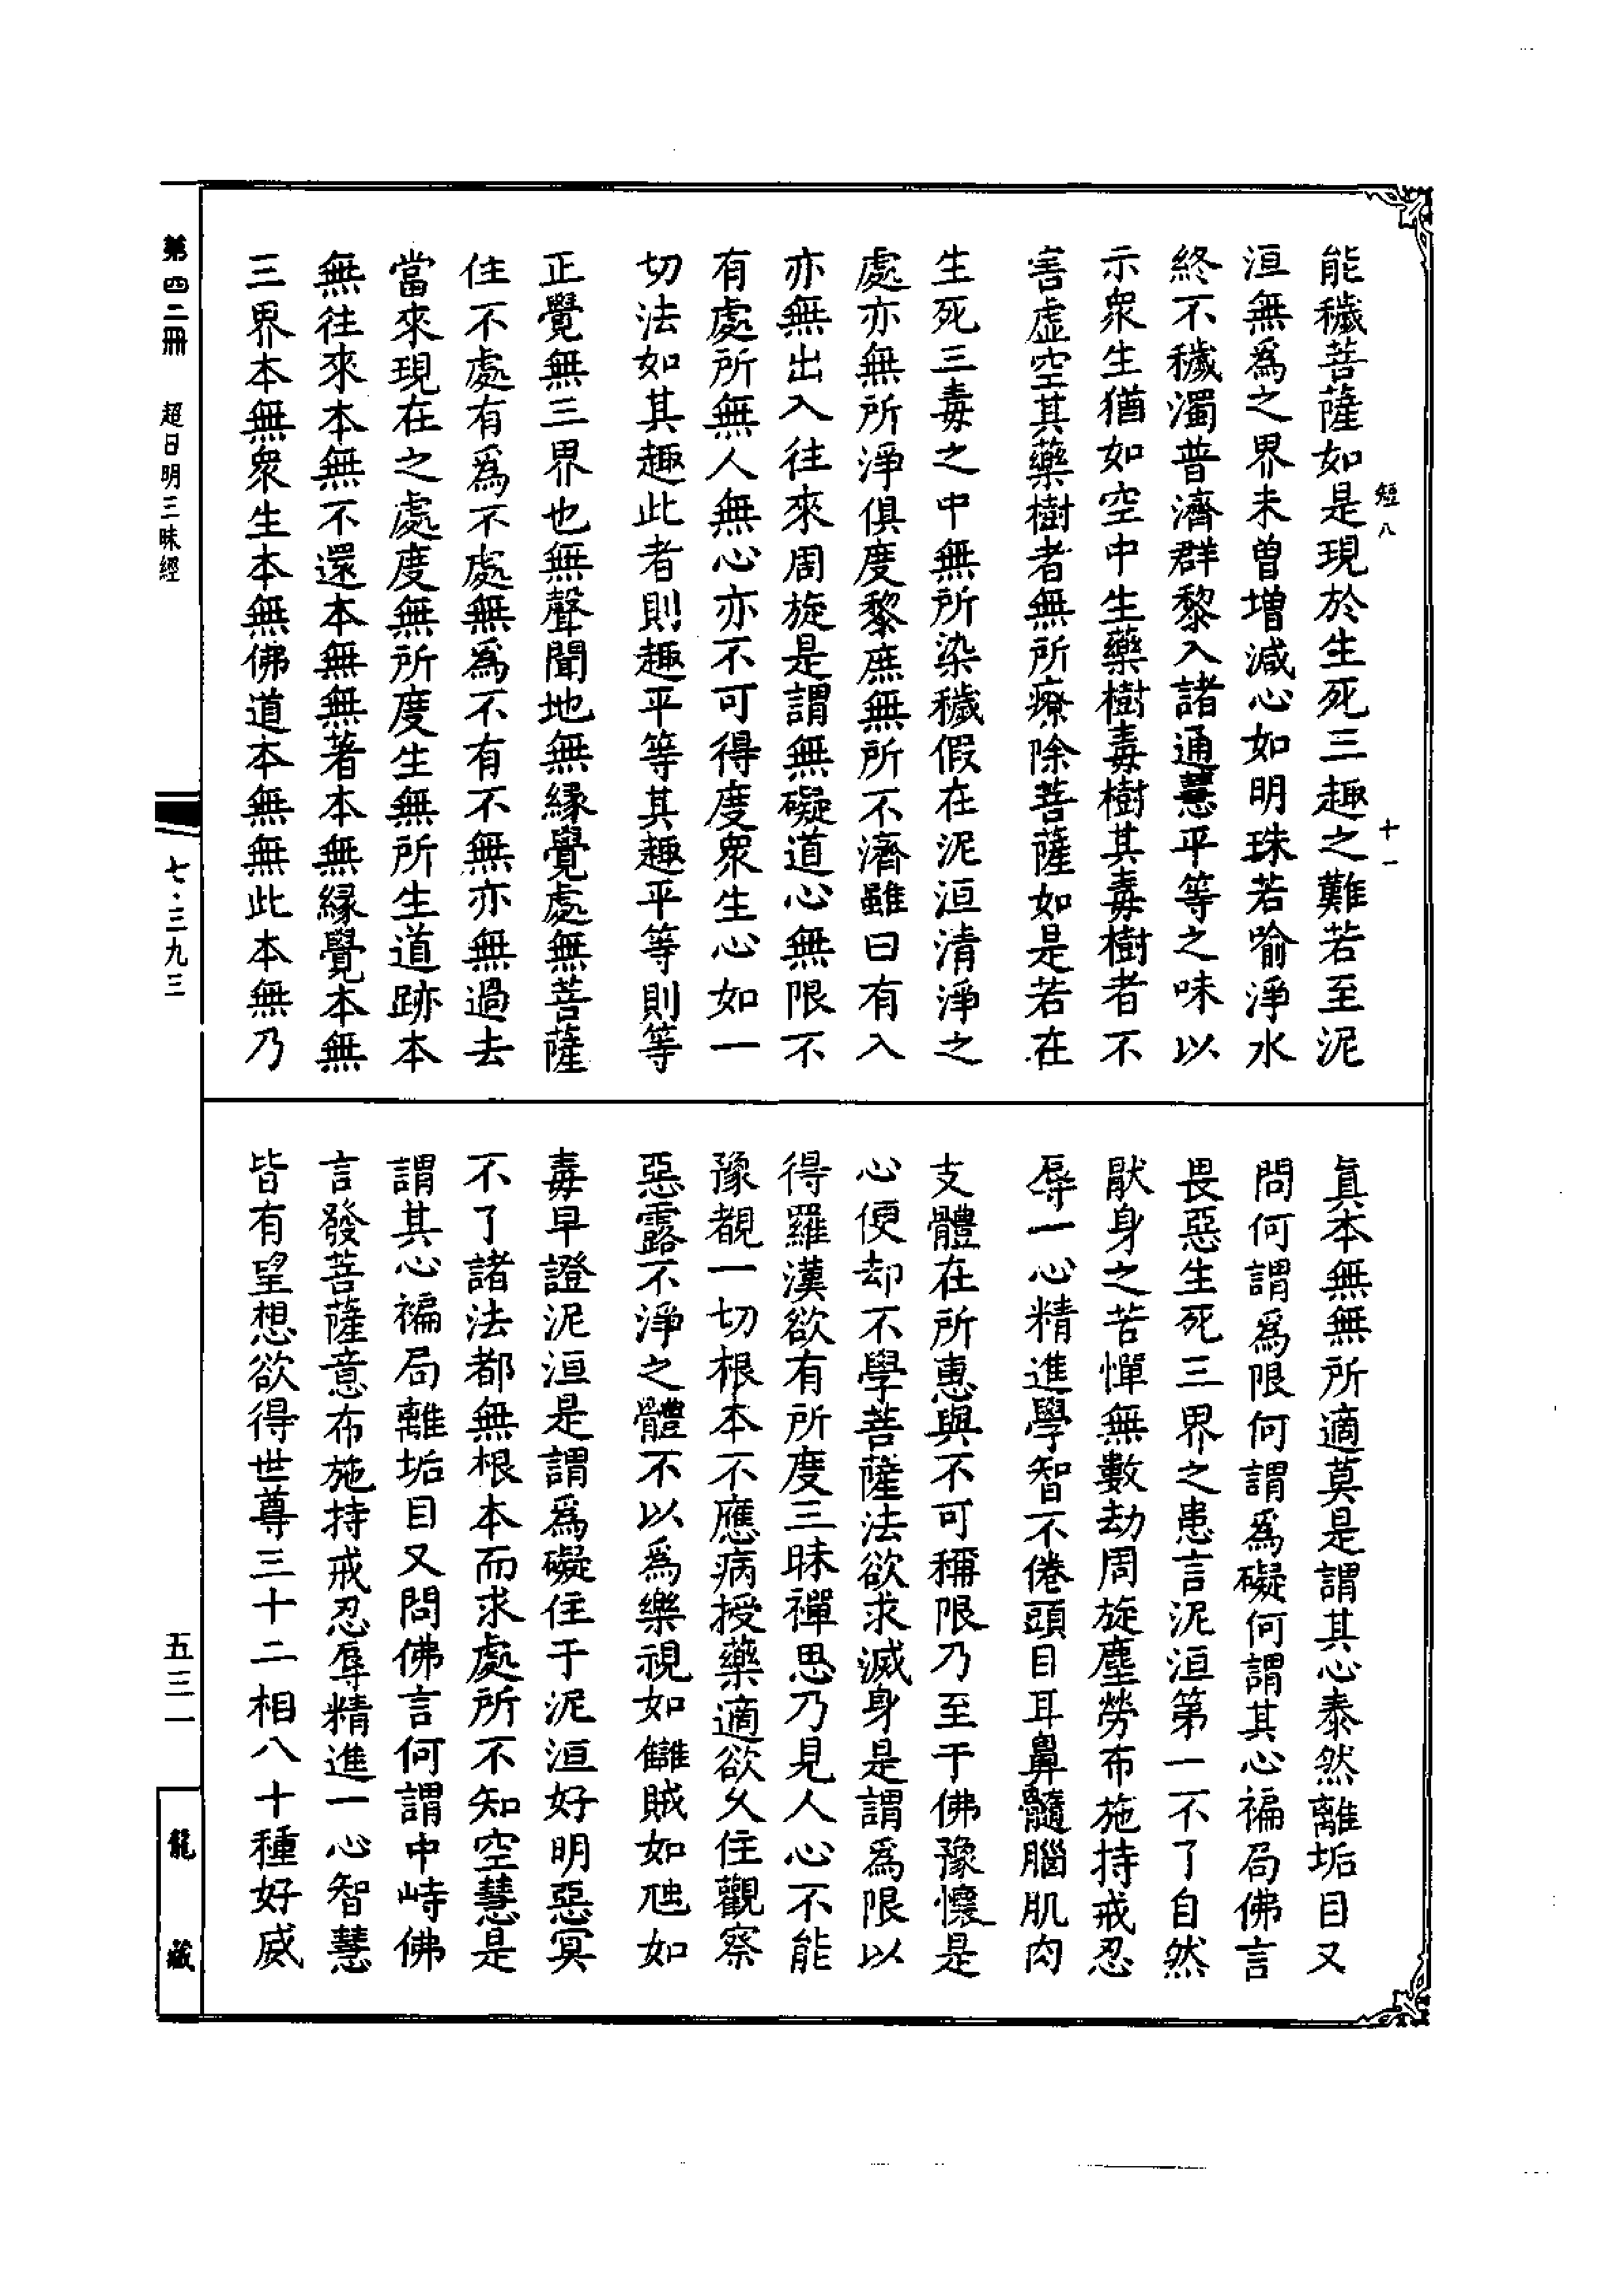 短八
十一
能穢菩薩如是現於生死三趣之難若至泥
洹無爲之界未曾增減心如明珠若喻淨水
終不穢濁普濟群黎入諸通慧平等之味以
示衆生猶如空中生藥樹毒樹其毒樹者不
害虛空其藥樹者無所療除菩薩如是若在
生死三毒之中無所染穢假在泥洹清淨之
處亦無所淨俱度黎庶無所不濟雖曰有入
亦無出入往來周旋是謂無礙道心無限不
有處所無人無心亦不可得度衆生心如一
切法如其趣此者則趣平等其趣平等則等
正覺無三界也無聲聞地無緣覺處無菩薩
住不處有爲不處無爲不有不無亦無過去
當來現在之處度無所度生無所生道跡本
無往來本無不還本無無著本無緣覺本無
三界本無衆生本無佛道本無無此本無乃
眞本無無所適莫是謂其心泰然離垢目又
問何謂爲限何謂爲礙何謂其心褊局佛言
畏惡生死三界之患言泥洹第一不了自然
猒身之苦憚無數劫周旋塵勞布施持戒忍
辱一心精進學智不倦頭目耳鼻髓腦肌肉
支體在所惠與不可稱限乃至于佛豫懷是
心便却不學菩薩法欲求滅身是謂爲限以
得羅漢欲有所度三昧禪思乃見人心不能
豫覩一切根本不應病授藥適欲久住觀察
惡露不淨之體不以爲樂視如讎賊如虺如
毒早證泥洹是謂爲礙住于泥洹好明惡冥
不了諸法都無根本而求處所不知空慧是
謂其心褊局離垢目又問佛言何謂中峙佛
言發菩薩意布施持戒忍辱精進一心智慧
皆有望想欲得世尊三十二相八十種好威
第四二冊 超日明三昧經
七·三九三
五三一
龍藏